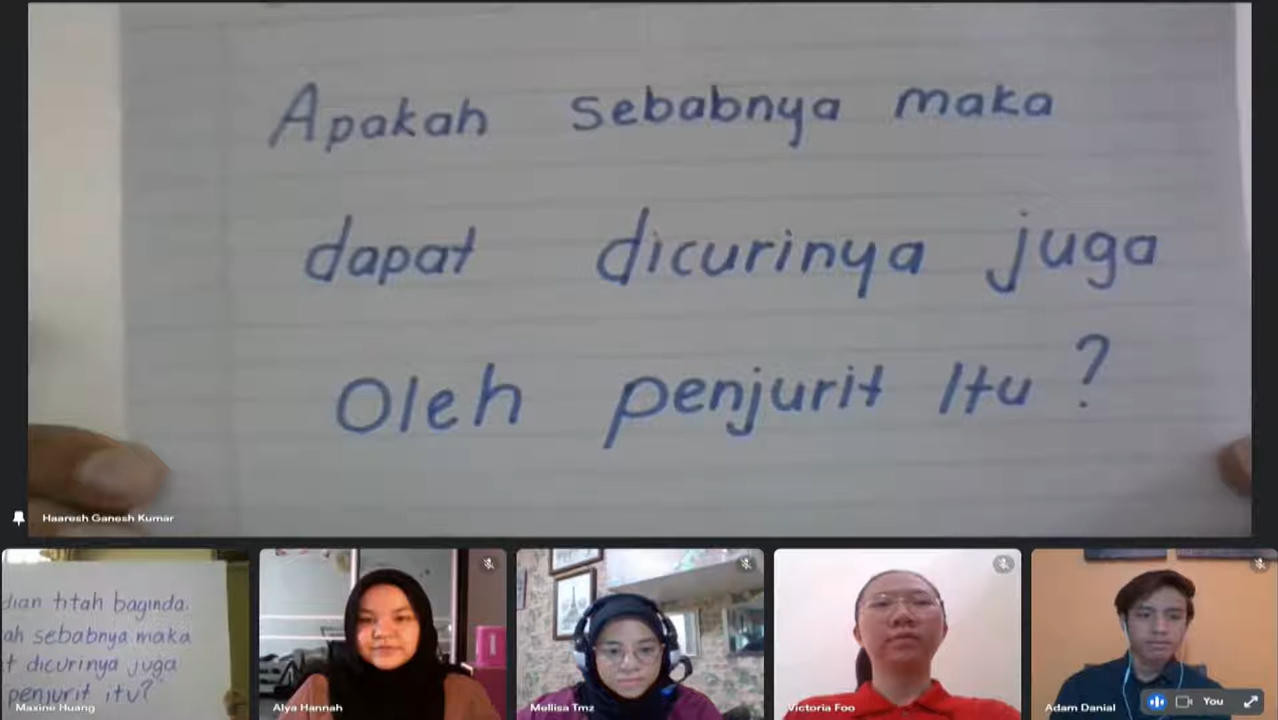 Apakah sebabnya maka
dapat dicurinya juga
Oleh penjurit Itu?
Haaresh Ganesh Kumar
dian titah baginda.
ah sebabnya maka
t dicurinya juga
penjurit itu?"
Maxine Huang
Alya Hannah
Mellisa Tmz
Victoria Foo
Adam Danial
You
1